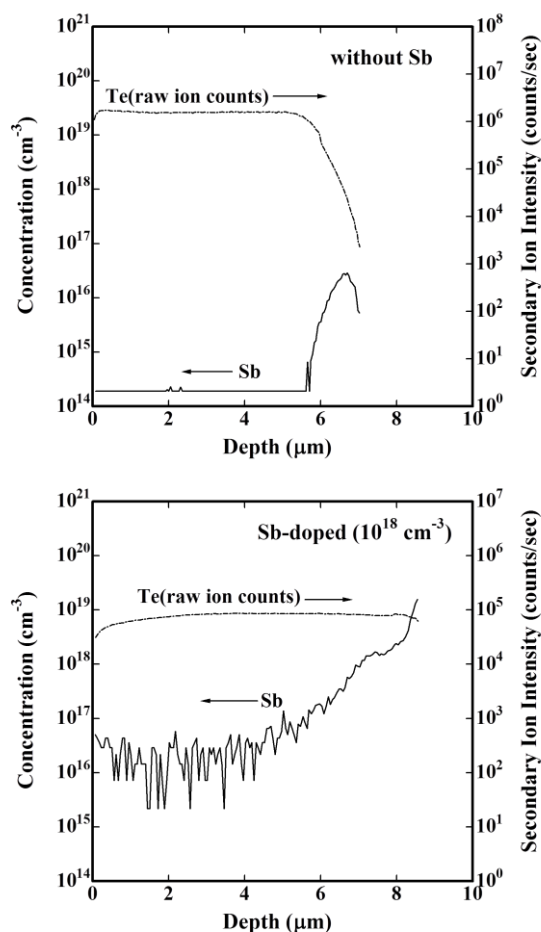 10²¹
10⁸
without Sb
10²⁰
10⁷
Te(raw ion counts)
10¹⁹
10⁶
10⁵
10¹⁸
10⁴
10¹⁷
10³
10¹⁶
10²
10¹⁵
Sb
10¹
10¹⁴
10⁰
Concentration (cm⁻³)
Secondary Ion Intensity (counts/sec)
0 2 4 6 8 10
Depth (μm)
10²¹
10⁷
Sb-doped (10¹⁸ cm⁻³)
10²⁰
10⁶
Te(raw ion counts)
10¹⁹
10⁵
10¹⁸
10⁴
Sb
10¹⁷
10³
10¹⁶
10²
10¹⁵
10¹
10¹⁴
10⁰
Concentration (cm⁻³)
Secondary Ion Intensity (counts/sec)
0 2 4 6 8 10
Depth (μm)